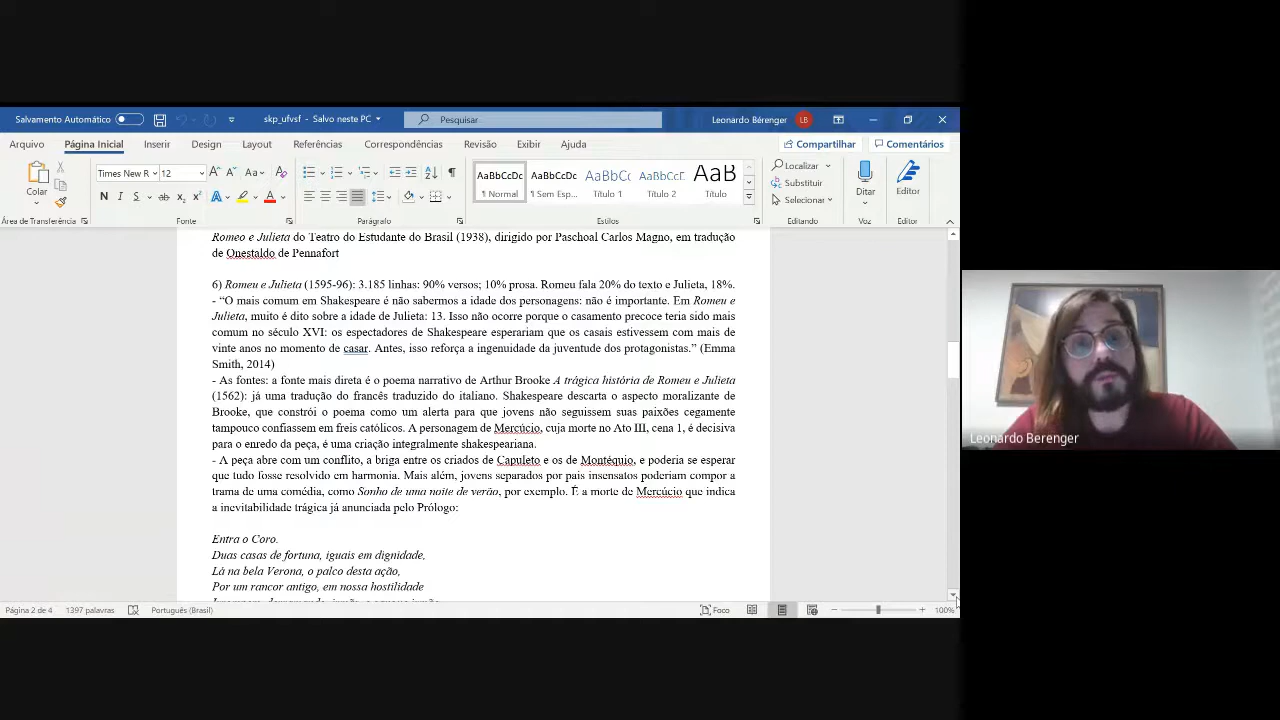 Salvamento Automático
skp_ufvsf - Salvo neste PC
Pesquisar
Leonardo Bérenger
LB
Arquivo
Página Inicial
Inserir
Design
Layout
Referências
Correspondências
Revisão
Exibir
Ajuda
Compartilhar
Comentários
Colar
Times New R
12
N I S ab x₂ x²
AaBbCcDc
¶ Normal
AaBbCcDc
¶ Sem Esp...
AaBbCc
Título 1
AaBbCcE
Título 2
AaB
Título
Localizar
Substituir
Selecionar
Ditar
Editor
Área de Transferência
Fonte
Parágrafo
Estilos
Editando
Voz
Editor
Romeo e Julieta do Teatro do Estudante do Brasil (1938), dirigido por Paschoal Carlos Magno, em tradução
de Onestaldo de Pennafort
6) Romeu e Julieta (1595-96): 3.185 linhas: 90% versos; 10% prosa. Romeu fala 20% do texto e Julieta, 18%.
- “O mais comum em Shakespeare é não sabermos a idade dos personagens: não é importante. Em Romeu e
Julieta, muito é dito sobre a idade de Julieta: 13. Isso não ocorre porque o casamento precoce teria sido mais
comum no século XVI: os espectadores de Shakespeare esperariam que os casais estivessem com mais de
vinte anos no momento de casar. Antes, isso reforça a ingenuidade da juventude dos protagonistas.” (Emma
Smith, 2014)
- As fontes: a fonte mais direta é o poema narrativo de Arthur Brooke A trágica história de Romeu e Julieta
(1562): já uma tradução do francês traduzido do italiano. Shakespeare descarta o aspecto moralizante de
Brooke, que constrói o poema como um alerta para que jovens não seguissem suas paixões cegamente
tampouco confiassem em freis católicos. A personagem de Mercúcio, cuja morte no Ato III, cena 1, é decisiva
para o enredo da peça, é uma criação integralmente shakespeariana.
- A peça abre com um conflito, a briga entre os criados de Capuleto e os de Montéquio, e poderia se esperar
que tudo fosse resolvido em harmonia. Mais além, jovens separados por pais insensatos poderiam compor a
trama de uma comédia, como Sonho de uma noite de verão, por exemplo. É a morte de Mercúcio que indica
a inevitabilidade trágica já anunciada pelo Prólogo:
Entra o Coro.
Duas casas de fortuna, iguais em dignidade,
Lá na bela Verona, o palco desta ação,
Por um rancor antigo, em nossa hostilidade
Página 2 de 4
1397 palavras
Português (Brasil)
Foco
100%
Leonardo Berenger